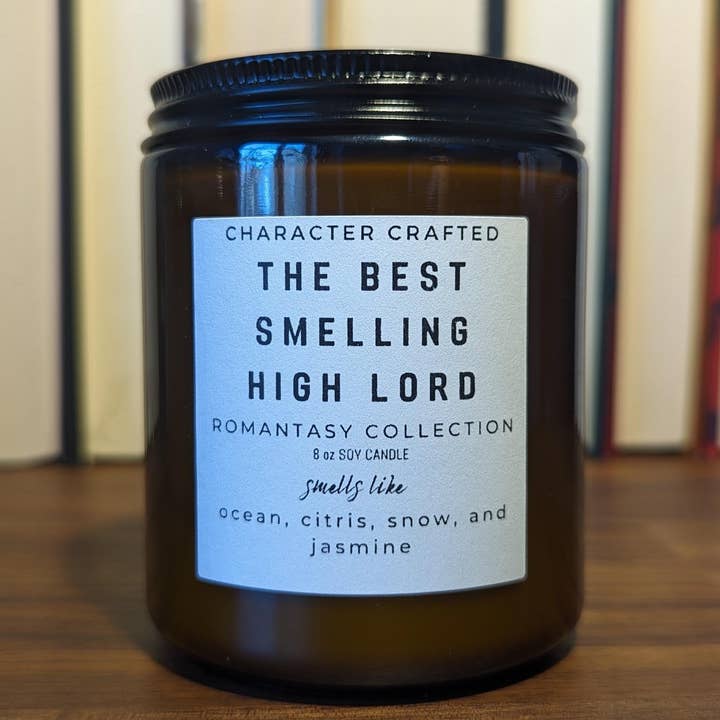 CHARACTER CRAFTED
THE BEST
SMELLING
HIGH LORD
ROMANTASY COLLECTION
8 oz SOY CANDLE
smells like
ocean, citris, snow, and
jasmine